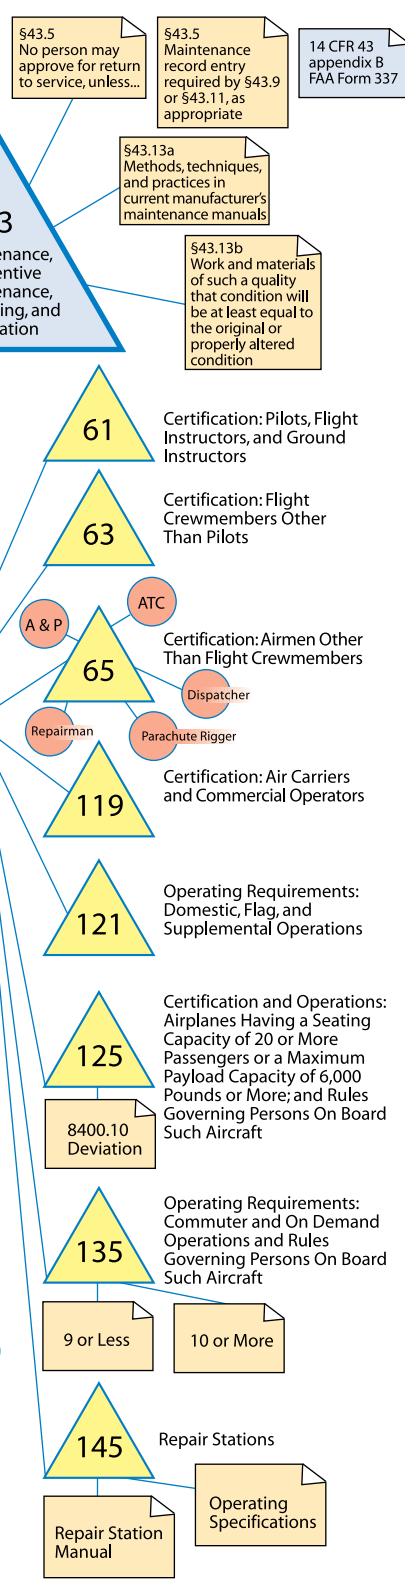 §43.5
No person may
approve for return
to service, unless...
§43.5
Maintenance
record entry
required by §43.9
or §43.11, as
appropriate
14 CFR 43
appendix B
FAA Form 337
§43.13a
Methods, techniques,
and practices in
current manufacturer's
maintenance manuals
3
enance,
entive
enance,
ing, and
ation
§43.13b
Work and materials
of such a quality
that condition will
be at least equal to
the original or
properly altered
condition
61
Certification: Pilots, Flight
Instructors, and Ground
Instructors
63
Certification: Flight
Crewmembers Other
Than Pilots
A & P
ATC
65
Certification: Airmen Other
Than Flight Crewmembers
Dispatcher
Repairman
Parachute Rigger
119
Certification: Air Carriers
and Commercial Operators
121
Operating Requirements:
Domestic, Flag, and
Supplemental Operations
125
Certification and Operations:
Airplanes Having a Seating
Capacity of 20 or More
Passengers or a Maximum
Payload Capacity of 6,000
Pounds or More; and Rules
Governing Persons On Board
Such Aircraft
8400.10
Deviation
135
Operating Requirements:
Commuter and On Demand
Operations and Rules
Governing Persons On Board
Such Aircraft
9 or Less
10 or More
145
Repair Stations
Repair Station
Manual
Operating
Specifications